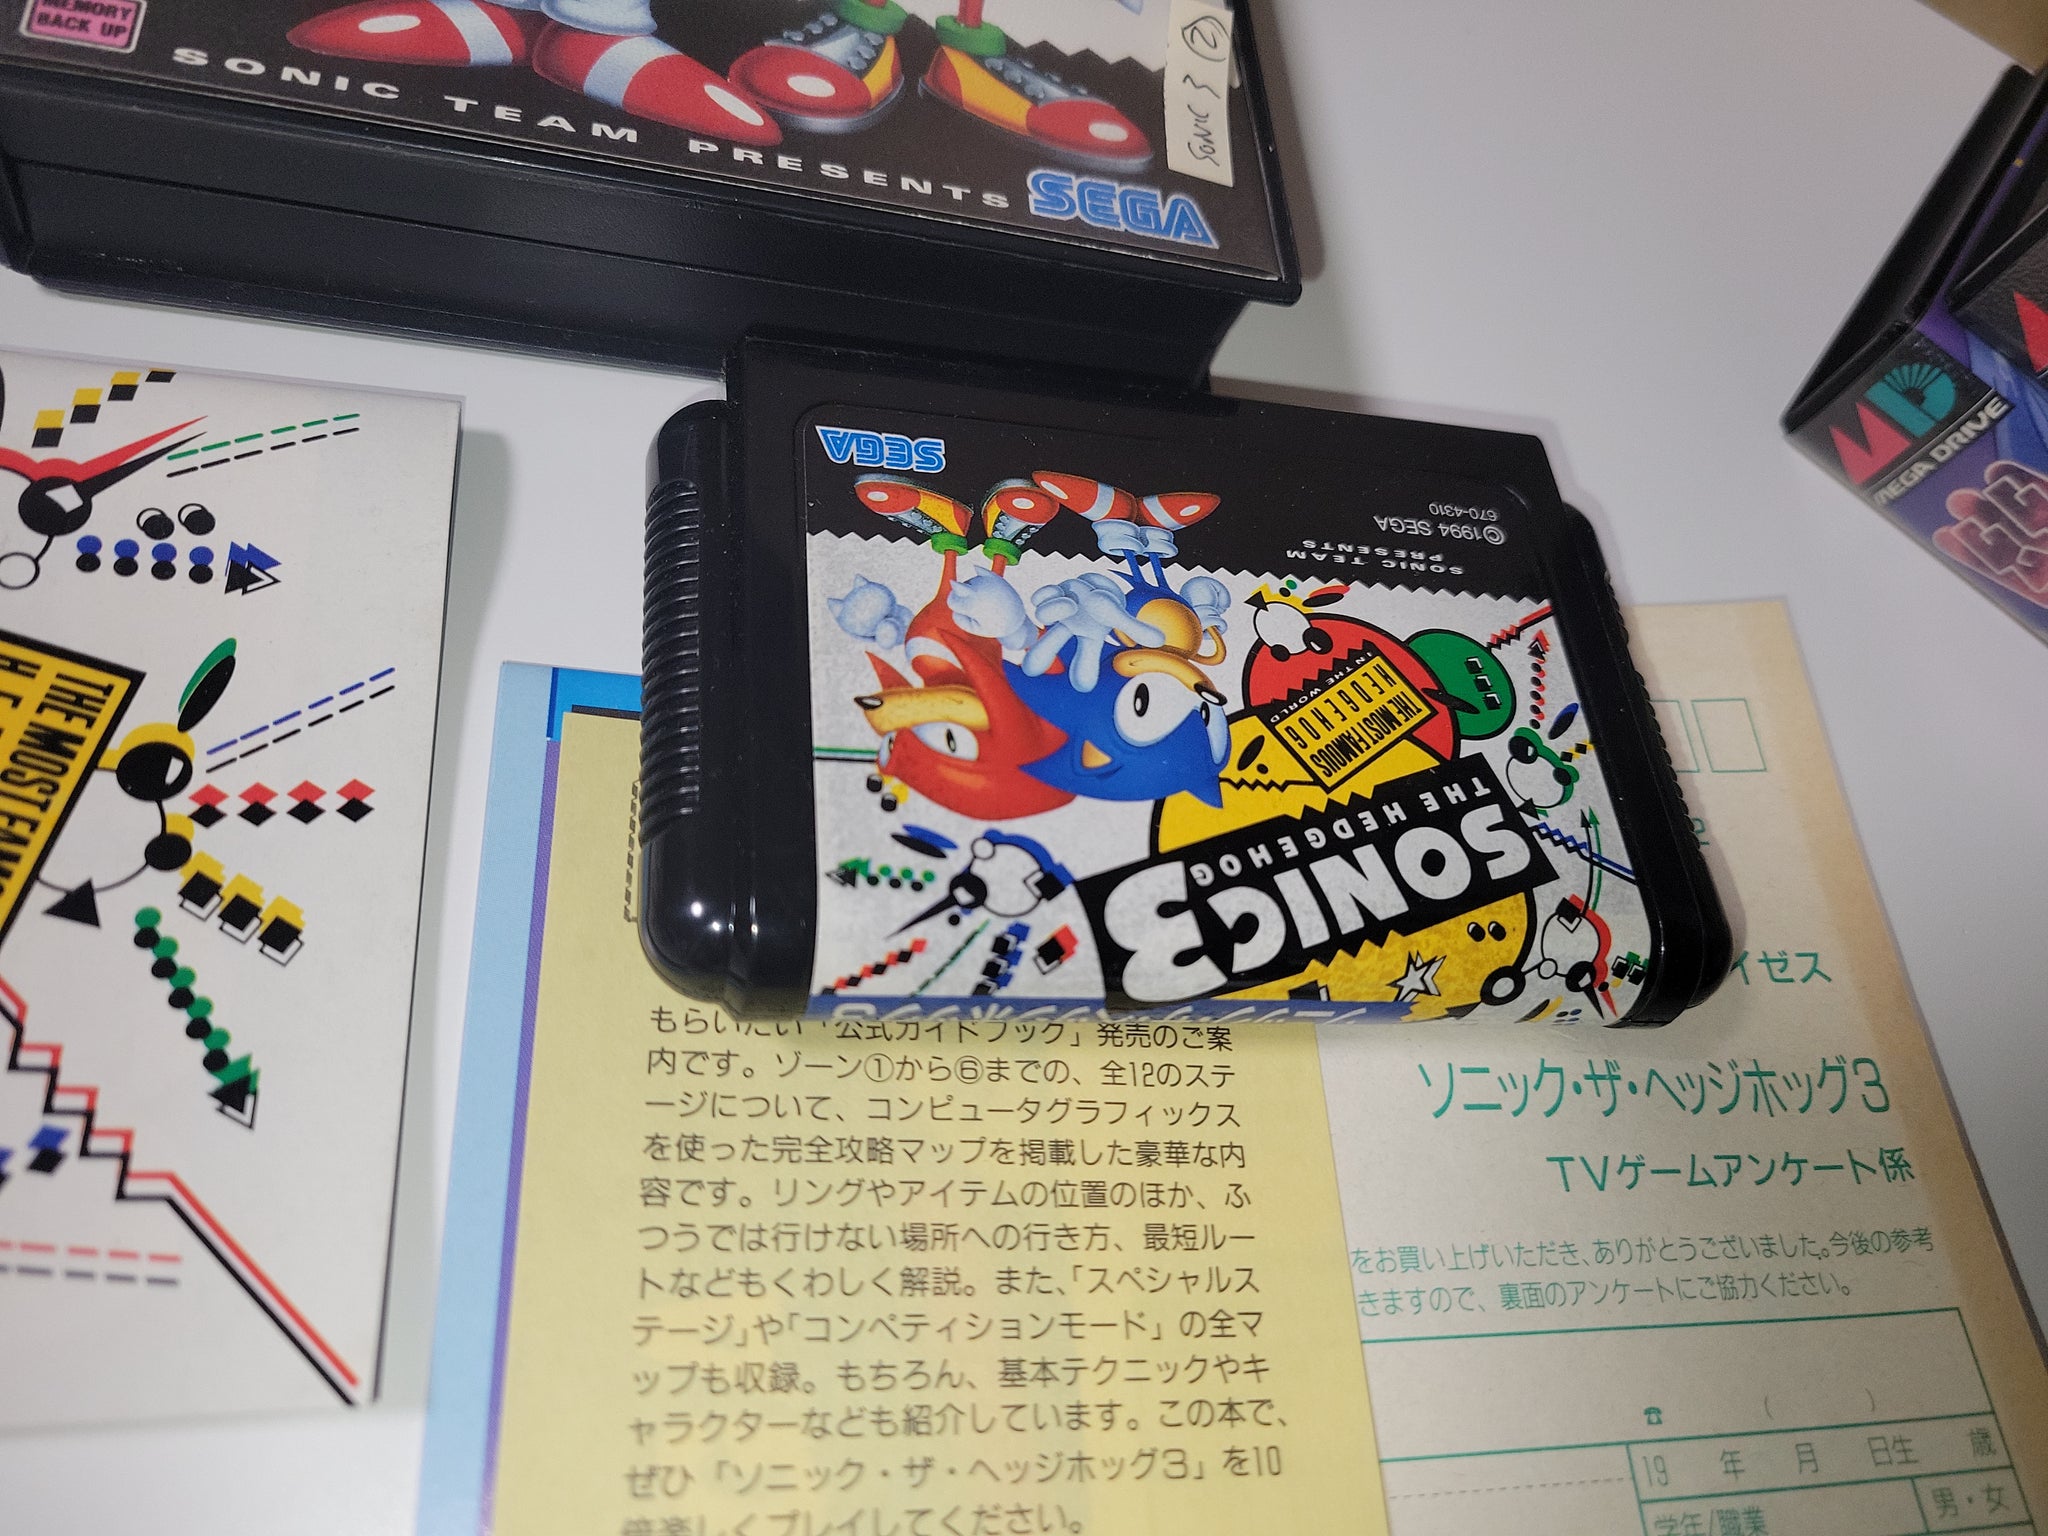 MEMORY
BACK UP
SONIC TEAM PRESENTS
SEGA
SONIC 3 ②
MEGA DRIVE
THE MOST FAMOUS
SEGA
©1994 SEGA
670-4310
SONIC TEAM
PRESENTS
THE MOST FAMOUS
HEDGEHOG
IN THE WORLD
SONIC 3
THE HEDGEHOG
もらいたい「公式ガイドブック」発売のご案
内です。ゾーン①から⑥までの、全12のステ
ージについて、コンピュータグラフィックス
を使った完全攻略マップを掲載した豪華な内
容です。リングやアイテムの位置のほか、ふ
つうでは行けない場所への行き方、最短ルー
トなどもくわしく解説。また、「スペシャルス
テージ」や「コンペティションモード」の全マ
ップも収録。もちろん、基本テクニックやキ
ャラクターなども紹介しています。この本で、
ぜひ「ソニック・ザ・ヘッジホッグ3」を10
倍楽しくプレイしてください。
イゼス
ソニック・ザ・ヘッジホッグ3
TVゲームアンケート係
をお買い上げいただき、ありがとうございました。今後の参考
きますので、裏面のアンケートにご協力ください。
☎ ( )
19 年 月 日生 歳
学年/職業 男・女